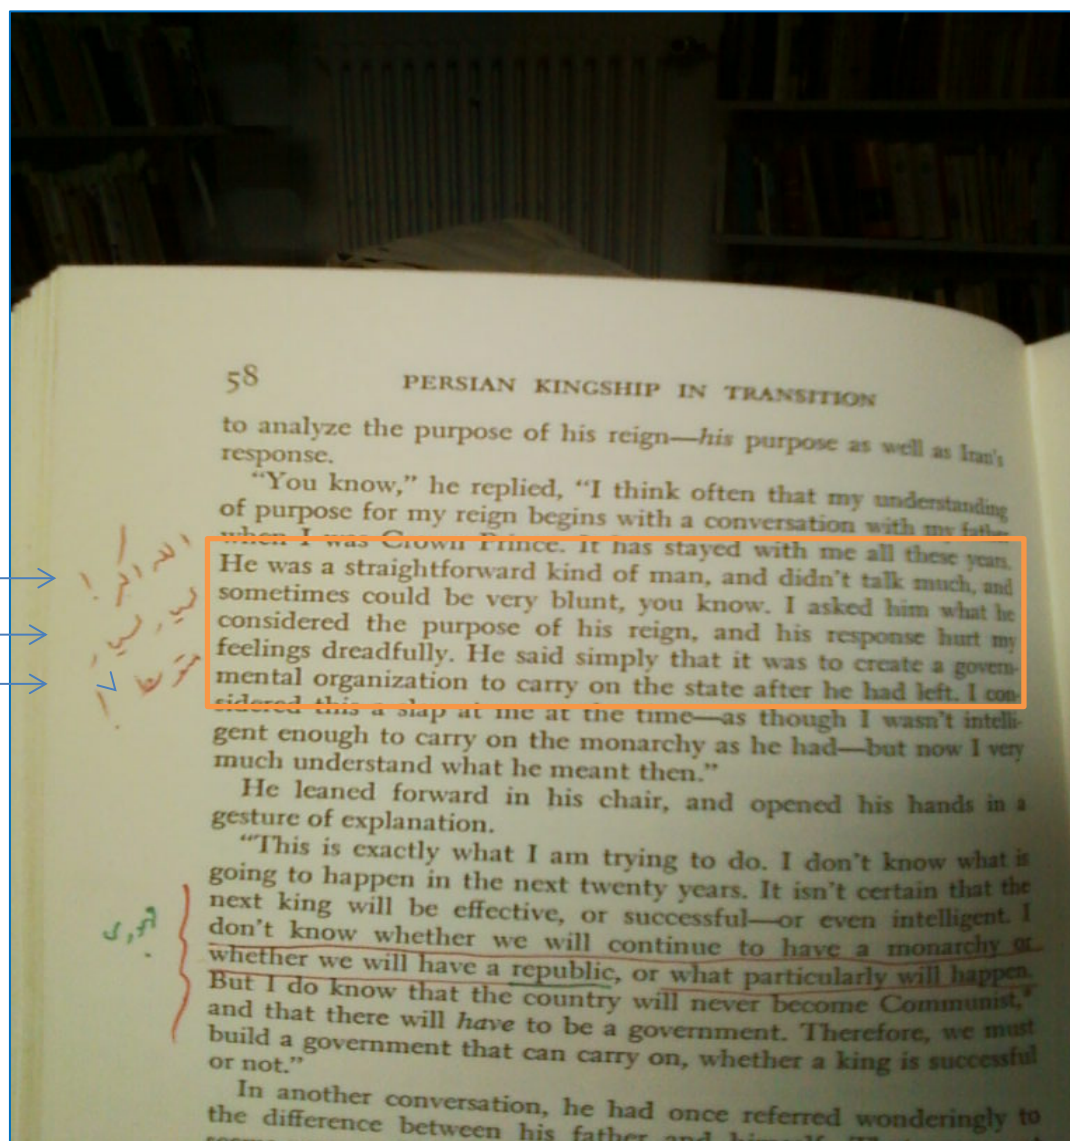 58 PERSIAN KINGSHIP IN TRANSITION
to analyze the purpose of his reign—his purpose as well as Iran's
response.
"You know," he replied, "I think often that my understanding
of purpose for my reign begins with a conversation with my father
when I was Crown Prince. It has stayed with me all these years.
He was a straightforward kind of man, and didn't talk much, and
sometimes could be very blunt, you know. I asked him what he
considered the purpose of his reign, and his response hurt my
feelings dreadfully. He said simply that it was to create a govern-
mental organization to carry on the state after he had left. I con-
sidered this a slap at me at the time—as though I wasn't intelli-
gent enough to carry on the monarchy as he had—but now I very
much understand what he meant then."
He leaned forward in his chair, and opened his hands in a
gesture of explanation.
"This is exactly what I am trying to do. I don't know what is
going to happen in the next twenty years. It isn't certain that the
next king will be effective, or successful—or even intelligent. I
don't know whether we will continue to have a monarchy or
whether we will have a republic, or what particularly will happen.
But I do know that the country will never become Communist,
and that there will have to be a government. Therefore, we must
build a government that can carry on, whether a king is successful
or not."
In another conversation, he had once referred wonderingly to
the difference between his father and himself.